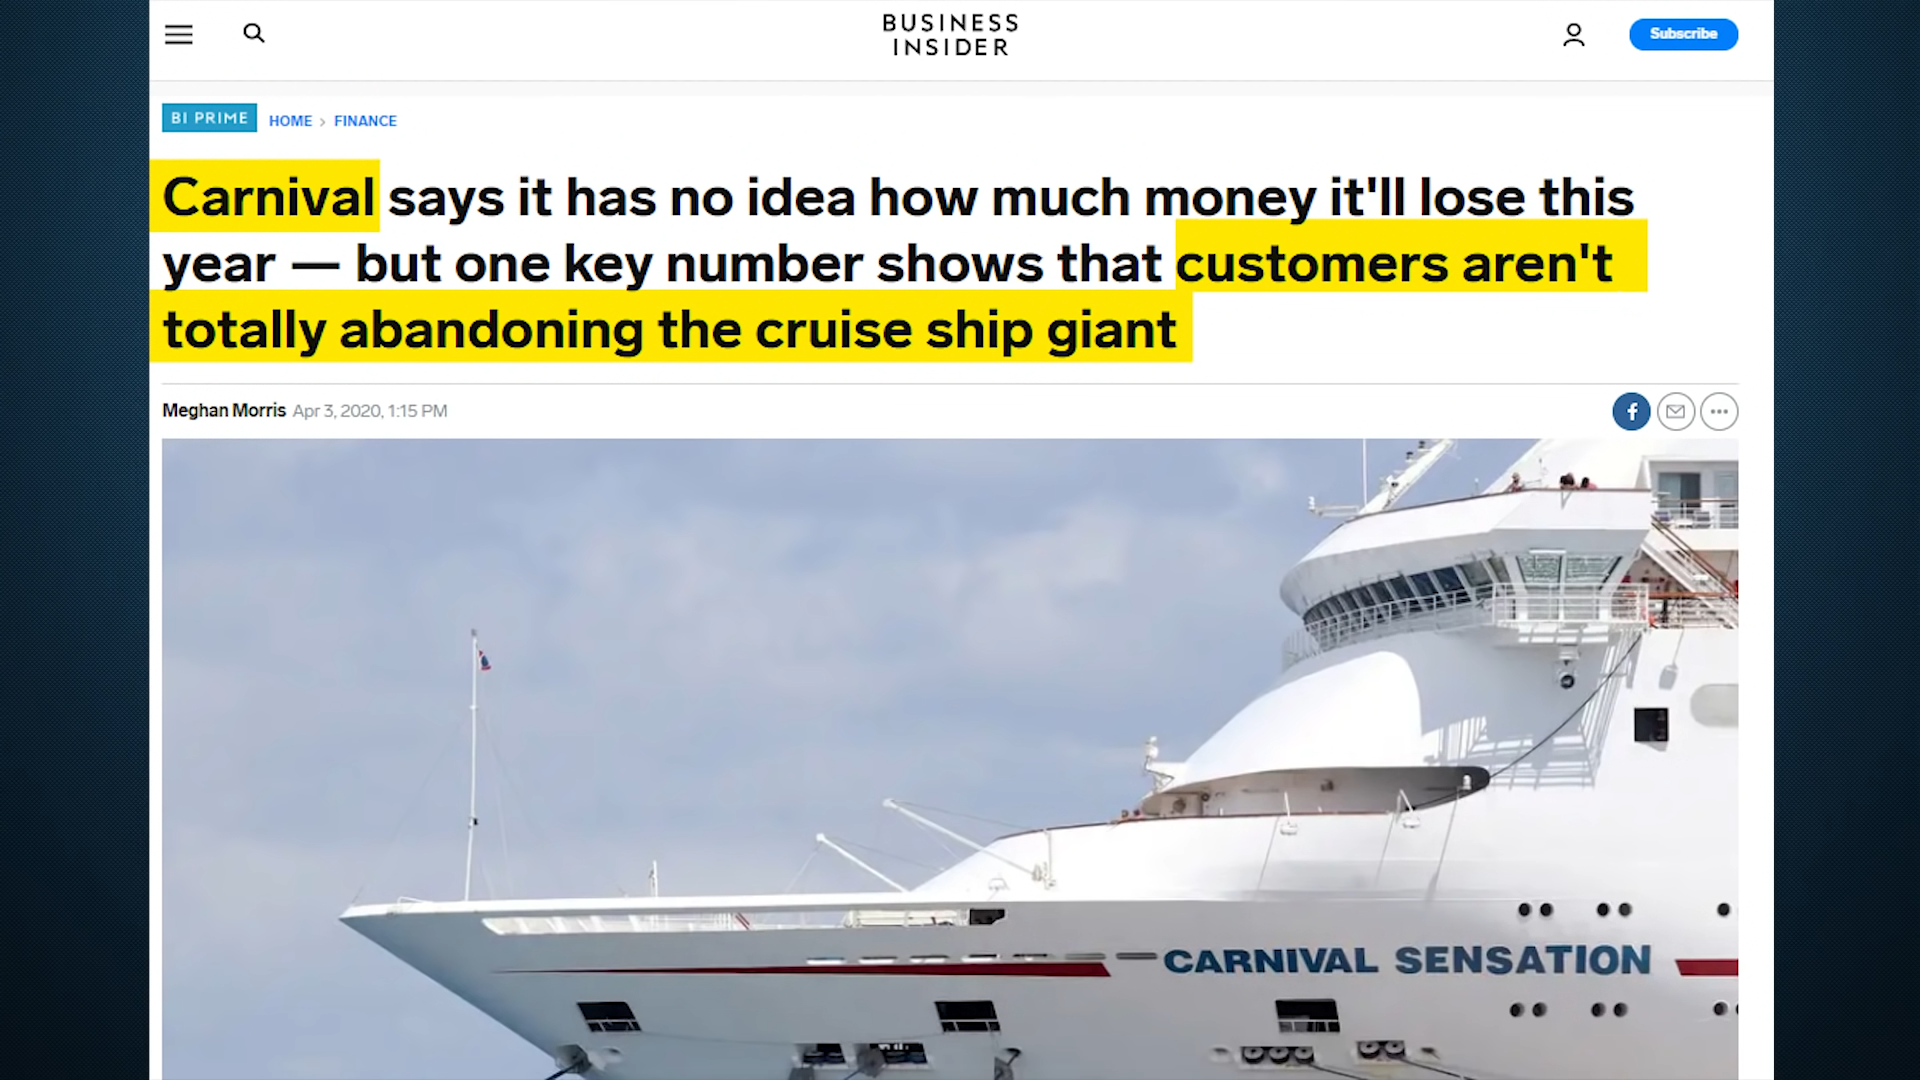 BUSINESS
INSIDER
Subscribe
BI PRIME HOME > FINANCE
Carnival says it has no idea how much money it'll lose this
year — but one key number shows that customers aren't
totally abandoning the cruise ship giant
Meghan Morris Apr 3, 2020, 1:15 PM
CARNIVAL SENSATION